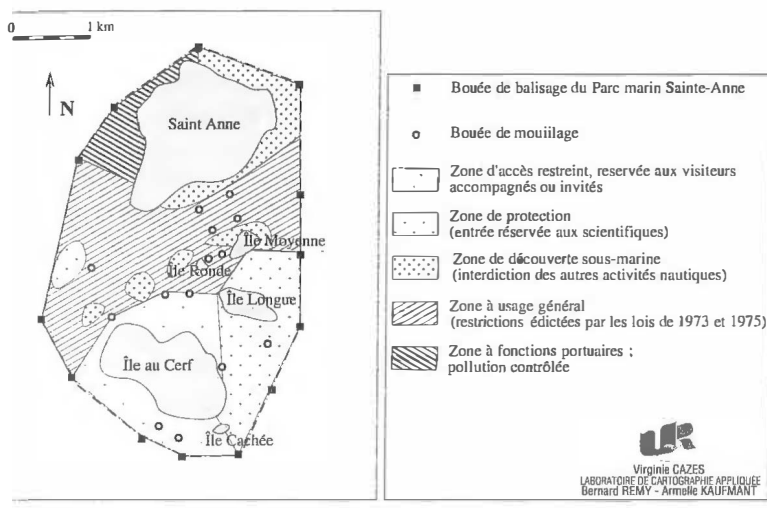 0 1 km
N
Saint Anne
Île Moyenne
Île Ronde
Île Longue
Île au Cerf
Île Cachée
Bouée de balisage du Parc marin Sainte-Anne
Bouée de mouiilage
Zone d'accès restreint, reservée aux visiteurs
accompagnés ou invités
Zone de protection
(entrée réservée aux scientifiques)
Zone de découverte sous-marine
(interdiction des autres activités nautiques)
Zone à usage général
(restrictions édictées par les lois de 1973 et 1975)
Zone à fonctions portuaires ;
pollution contrôlée
UR
Virginie CAZES
LABORATOIRE DE CARTOGRAPHIE APPLIQUÉE
Bernard REMY - Armelle KAUFMANT